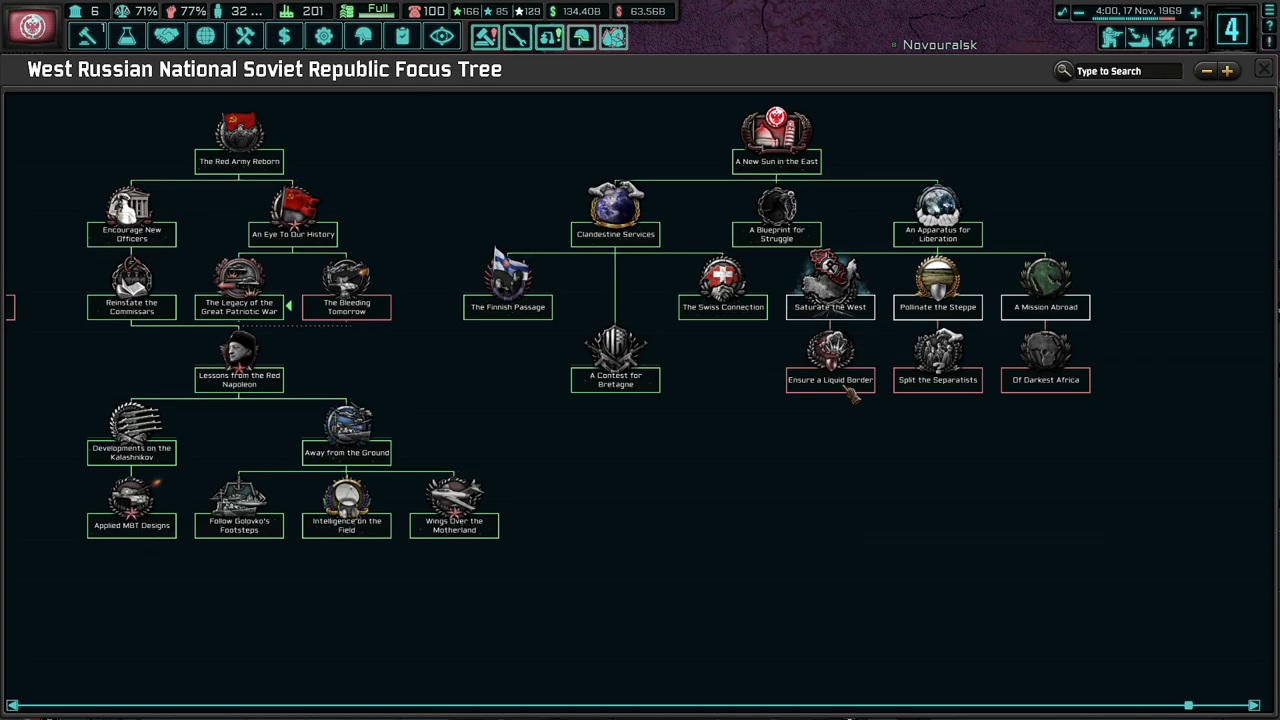 6 71% 77% 32 ... 201 Full 100 166 85 129 $ 134.40B $ 63.56B
4:00, 17 Nov, 1969
1
4
Novouralsk
West Russian National Soviet Republic Focus Tree
Type to Search
The Red Army Reborn
A New Sun in the East
Encourage New
Officers
An Eye To Our History
Clandestine Services
A Blueprint for
Struggle
An Apparatus for
Liberation
Reinstate the
Commissars
The Legacy of the
Great Patriotic War
The Bleeding
Tomorrow
The Finnish Passage
The Swiss Connection
Saturate the West
Pollinate the Steppe
A Mission Abroad
Lessons from the Red
Napoleon
A Contest for
Bretagne
Ensure a Liquid Border
Split the Separatists
Of Darkest Africa
Developments on the
Kalashnikov
Away from the Ground
Applied MBT Designs
Follow Golovko's
Footsteps
Intelligence on the
Field
Wings Over the
Motherland